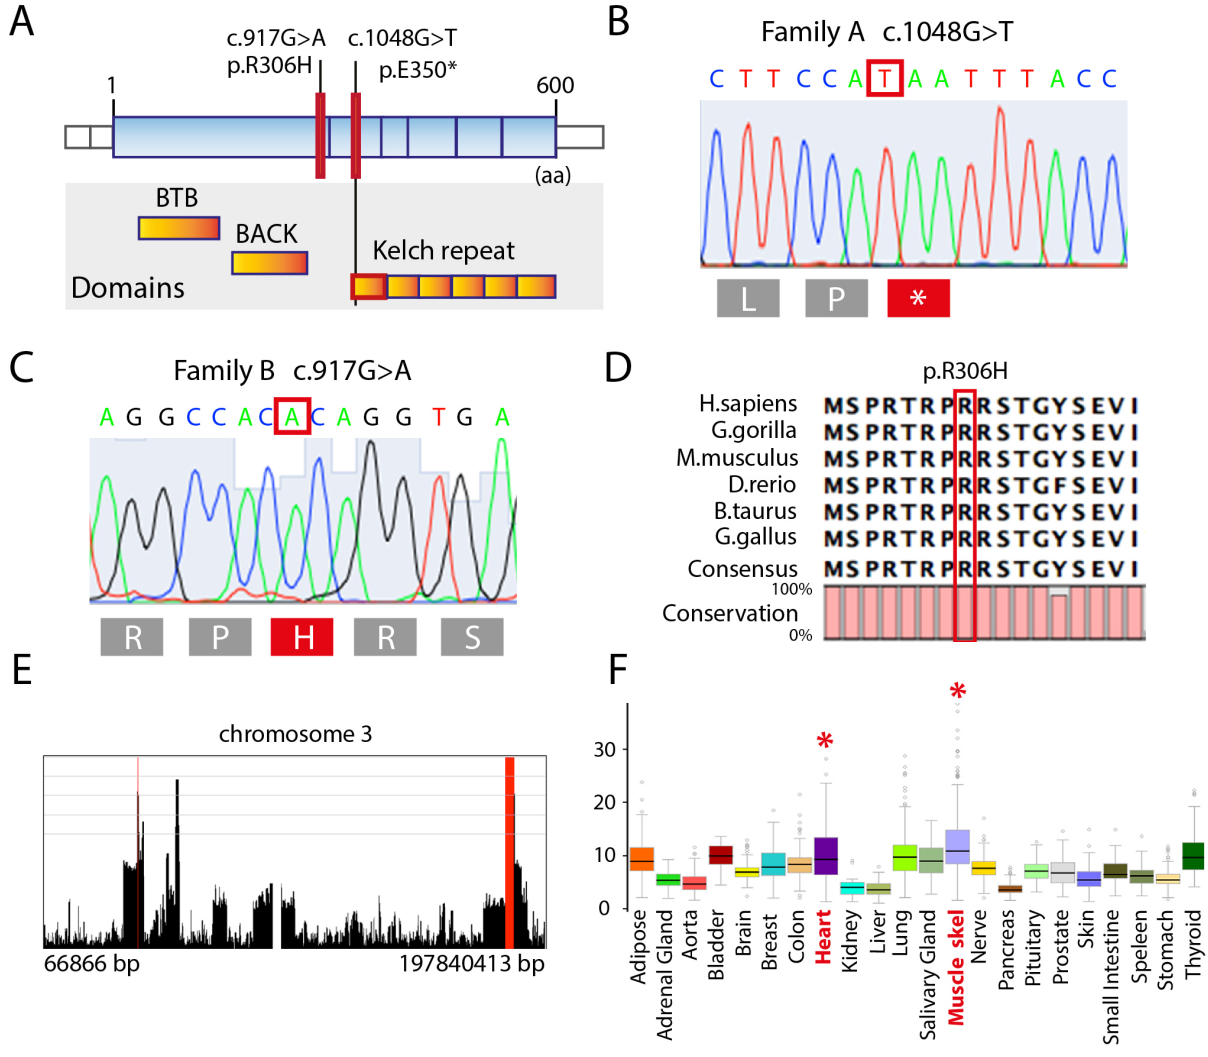 A
c.917G>A
p.R306H
c.1048G>T
p.E350*
1
600
(aa)
BTB
BACK
Kelch repeat
Domains
B
Family A c.1048G>T
C T T C C A T A A T T T A C C
L P *
C
Family B c.917G>A
A G G C C A C A C A G G T G A
R P H R S
D
p.R306H
H.sapiens MSPRTRPRRSTGYSEVI
G.gorilla MSPRTRPRRSTGYSEVI
M.musculus MSPRTRPRRSTGYSEVI
D.rerio MSPRTRPRRSTGFSEVI
B.taurus MSPRTRPRRSTGYSEVI
G.gallus MSPRTRPRRSTGYSEVI
Consensus MSPRTRPRRSTGYSEVI
100%
Conservation
0%
E
chromosome 3
66866 bp
197840413 bp
F
*
*
30
20
10
0
Adipose
Adrenal Gland
Aorta
Bladder
Brain
Breast
Colon
Heart
Kidney
Liver
Lung
Salivary Gland
Muscle skel
Nerve
Pancreas
Pituitary
Prostate
Skin
Small Intestine
Spleen
Stomach
Thyroid